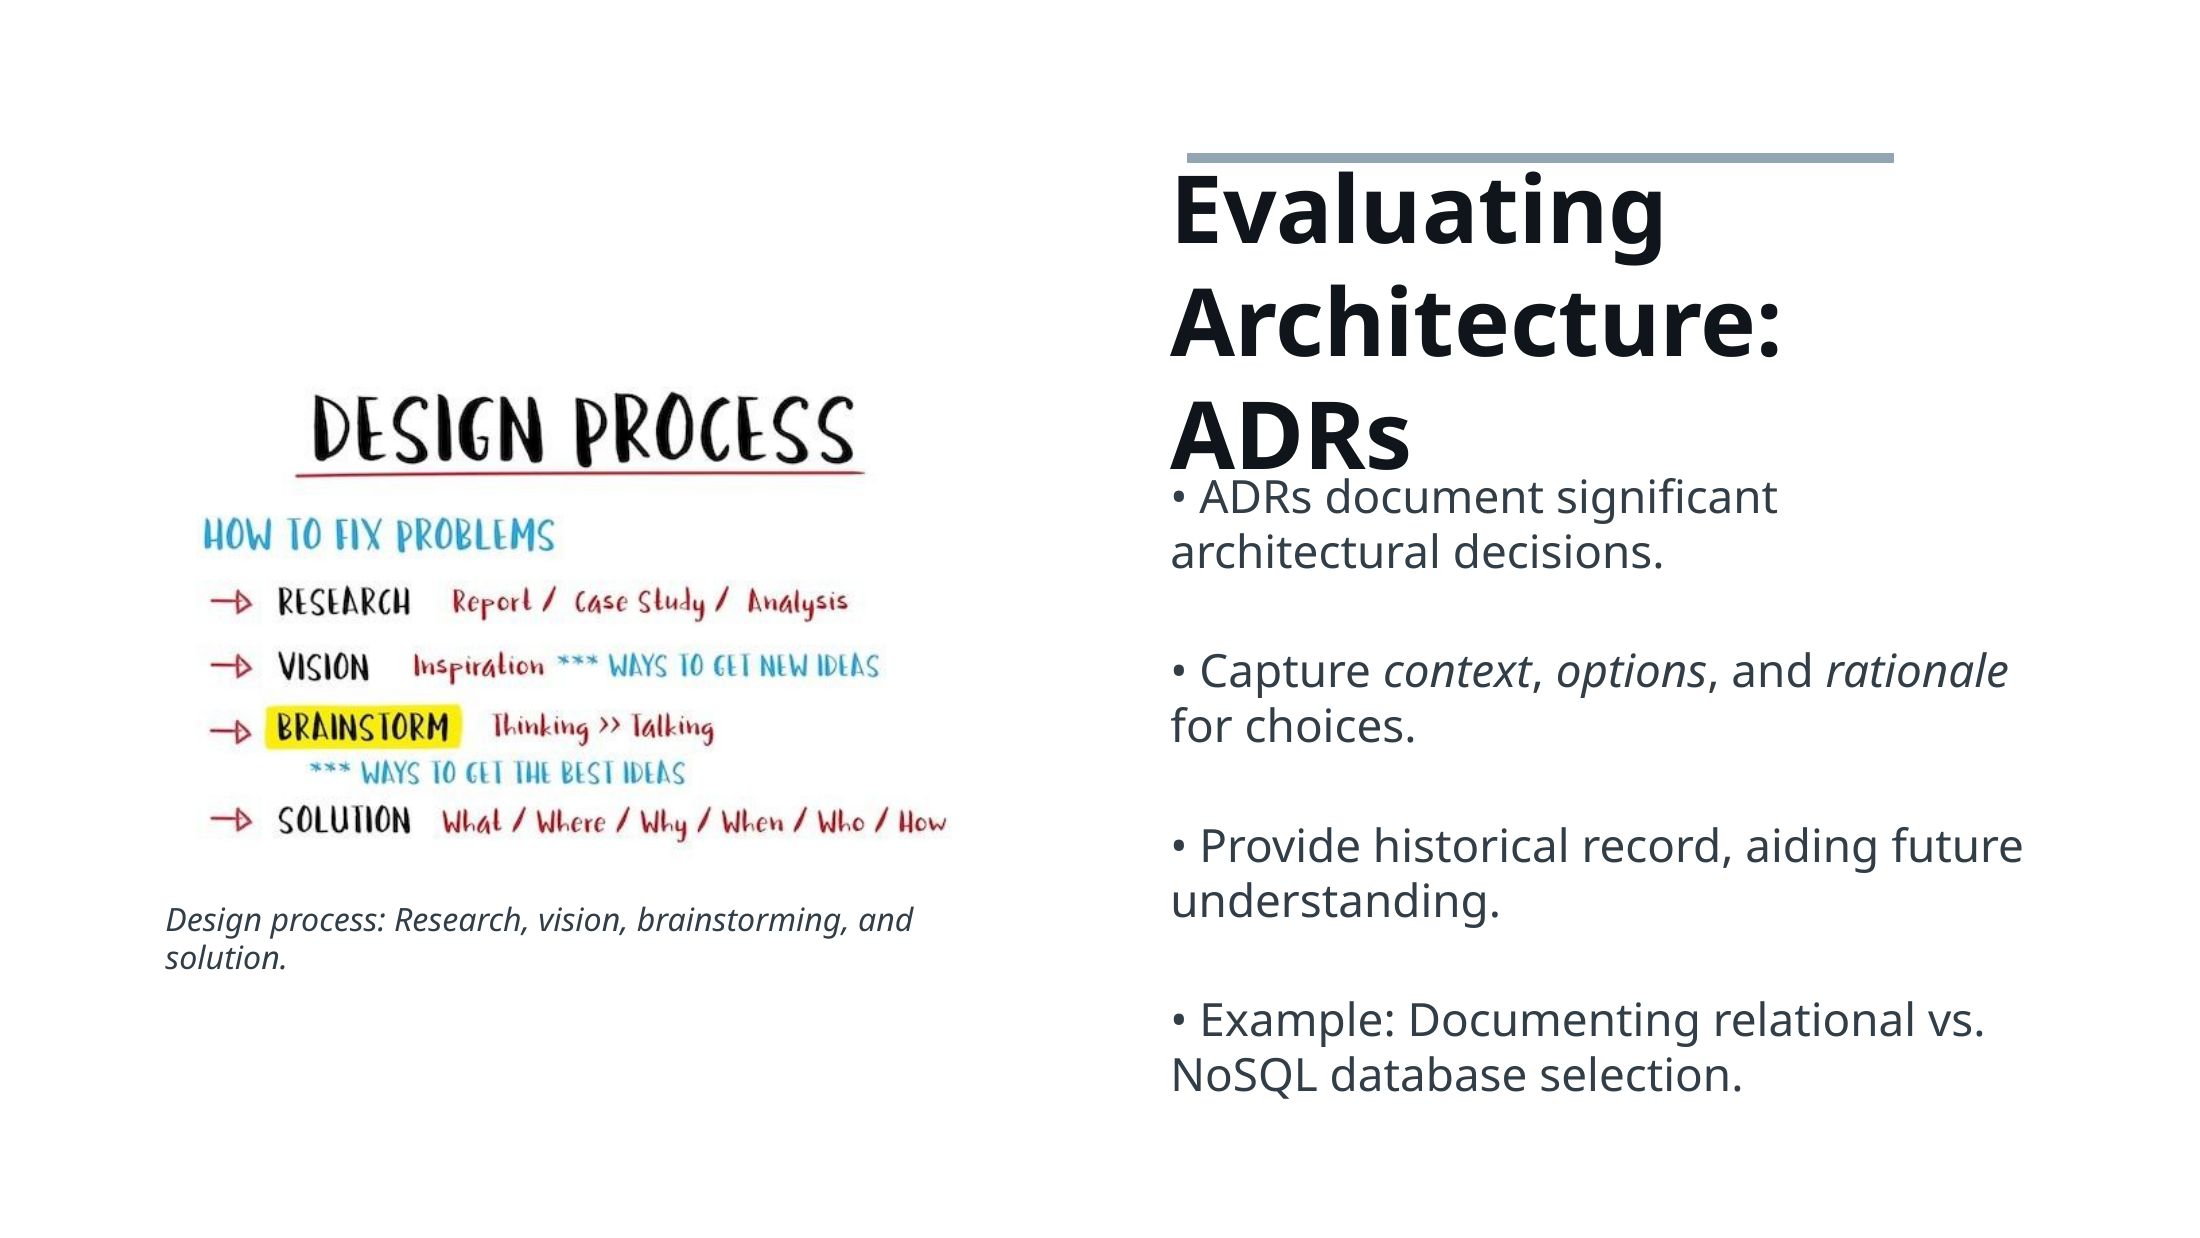 DESIGN PROCESS
HOW TO FIX PROBLEMS
RESEARCH Report / Case Study / Analysis
VISION Inspiration *** WAYS TO GET NEW IDEAS
BRAINSTORM Thinking >> Talking
*** WAYS TO GET THE BEST IDEAS
SOLUTION What / Where / Why / When / Who / How
Design process: Research, vision, brainstorming, and
solution.
Evaluating
Architecture:
ADRs
• ADRs document significant
architectural decisions.
• Capture context, options, and rationale
for choices.
• Provide historical record, aiding future
understanding.
• Example: Documenting relational vs.
NoSQL database selection.